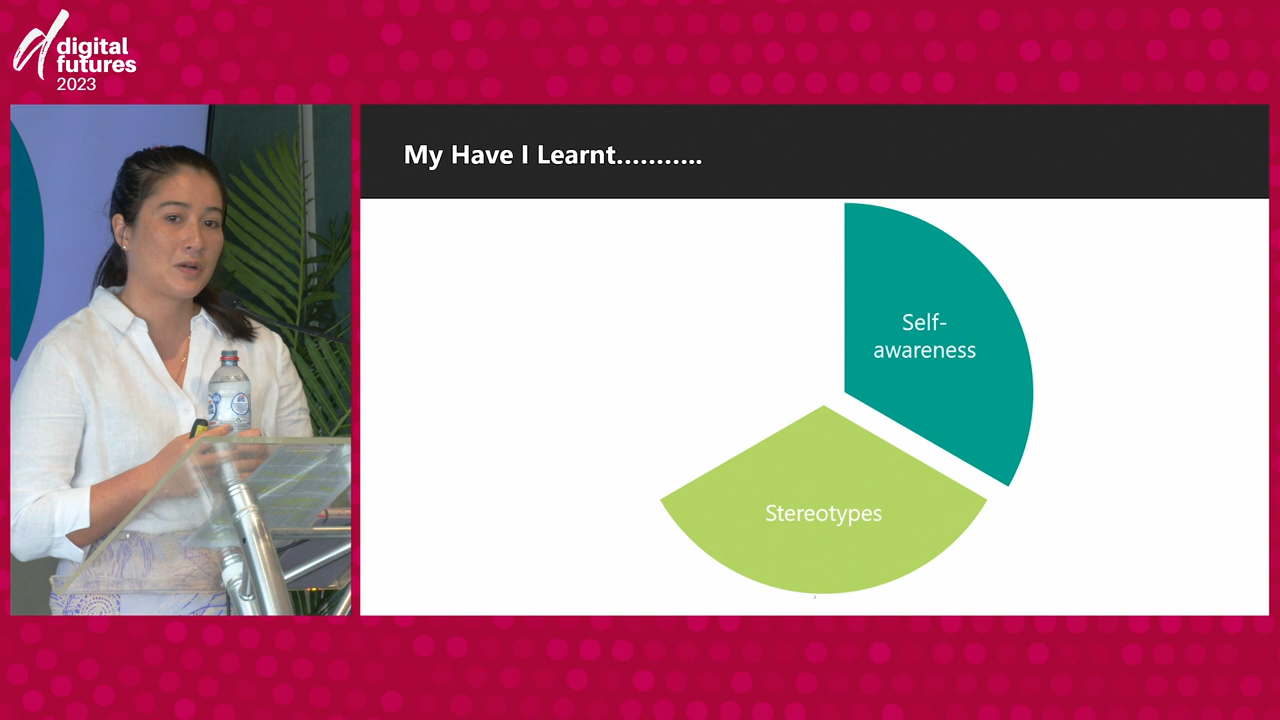 digital
futures
2023
My Have I Learnt...........
Self-
awareness
Stereotypes